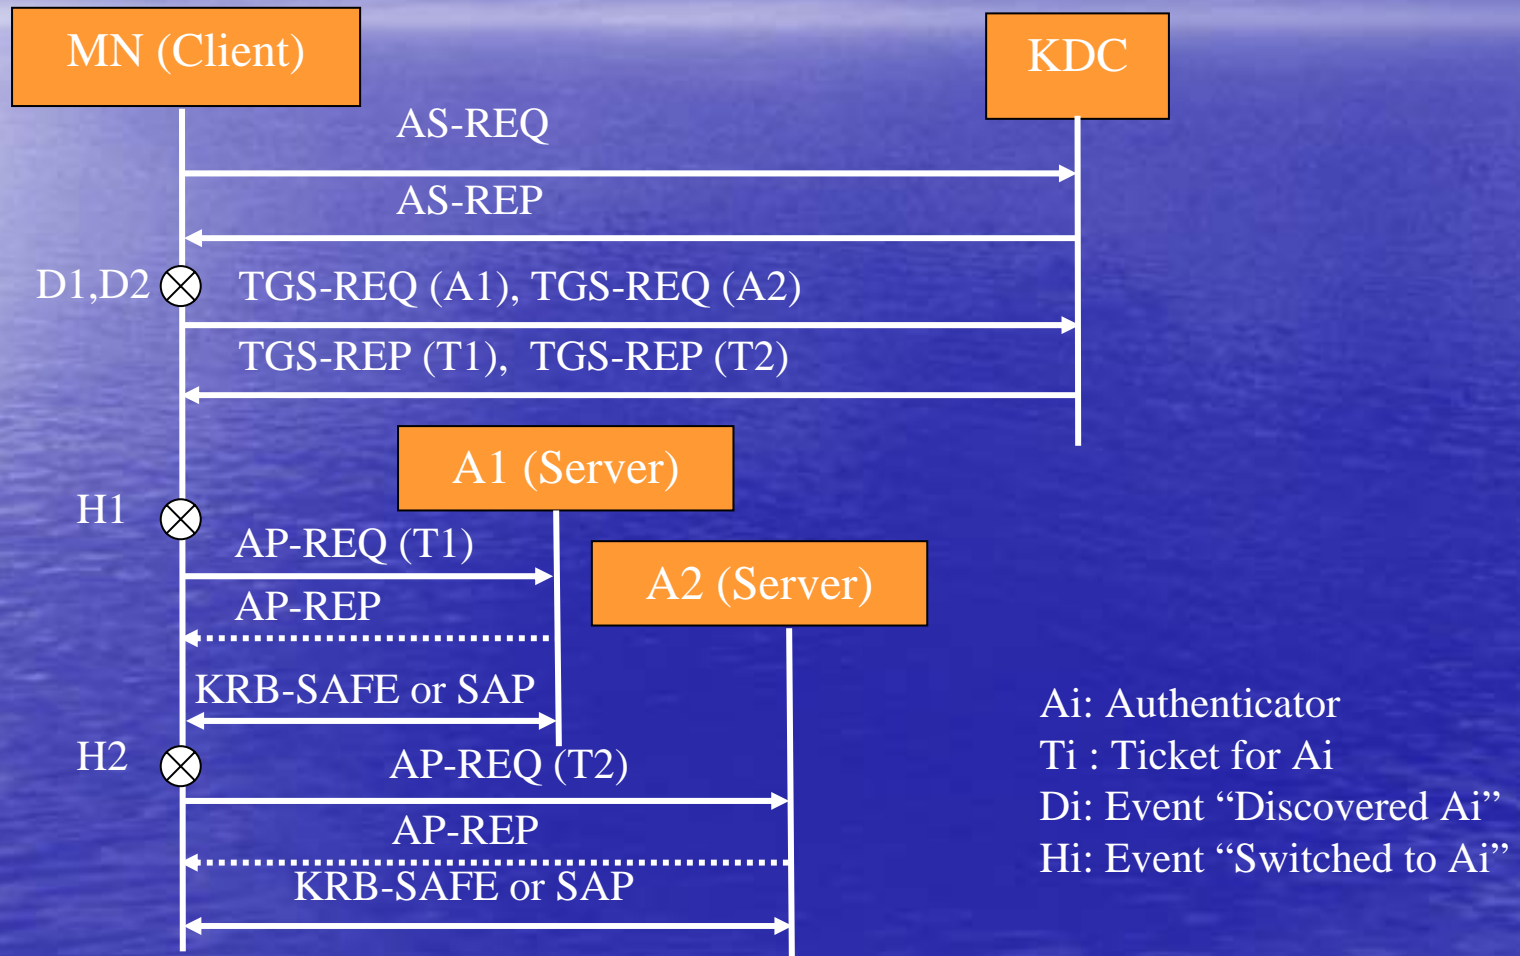 MN (Client)
KDC
AS-REQ
AS-REP
D1,D2
TGS-REQ (A1), TGS-REQ (A2)
TGS-REP (T1), TGS-REP (T2)
A1 (Server)
H1
AP-REQ (T1)
A2 (Server)
AP-REP
KRB-SAFE or SAP
H2
AP-REQ (T2)
AP-REP
KRB-SAFE or SAP
Ai: Authenticator
Ti : Ticket for Ai
Di: Event “Discovered Ai”
Hi: Event “Switched to Ai”